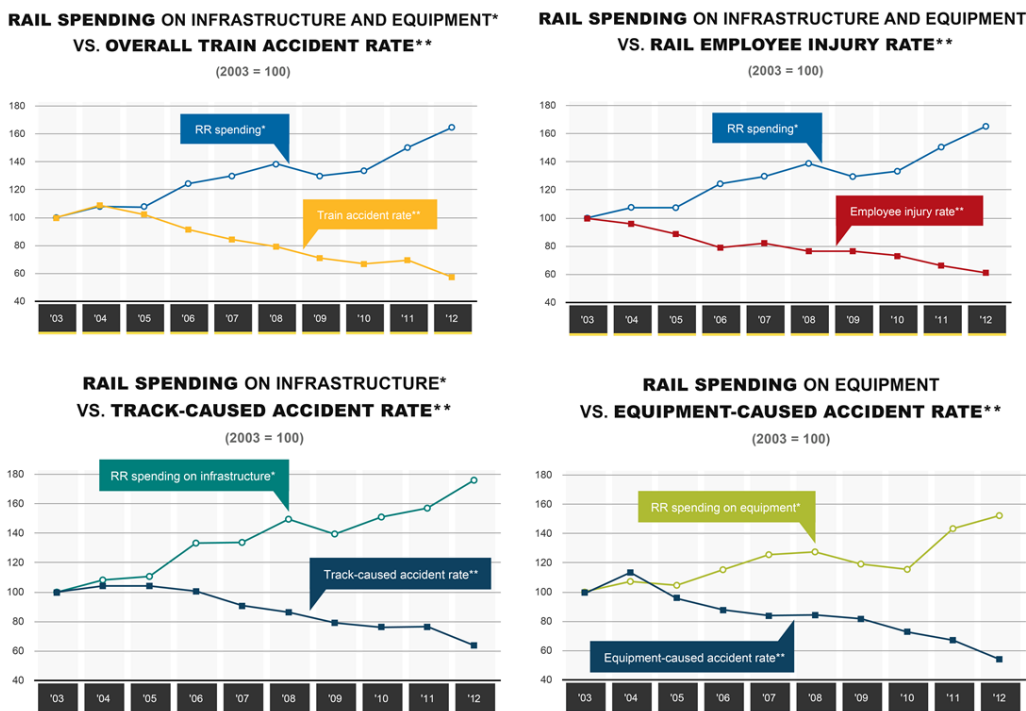 RAIL SPENDING ON INFRASTRUCTURE AND EQUIPMENT*
VS. OVERALL TRAIN ACCIDENT RATE**
(2003 = 100)
180
160
140
120
100
80
60
40
RR spending*
Train accident rate**
'03 '04 '05 '06 '07 '08 '09 '10 '11 '12
RAIL SPENDING ON INFRASTRUCTURE AND EQUIPMENT
VS. RAIL EMPLOYEE INJURY RATE**
(2003 = 100)
180
160
140
120
100
80
60
40
RR spending*
Employee injury rate**
'03 '04 '05 '06 '07 '08 '09 '10 '11 '12
RAIL SPENDING ON INFRASTRUCTURE*
VS. TRACK-CAUSED ACCIDENT RATE**
(2003 = 100)
180
160
140
120
100
80
60
40
RR spending on infrastructure*
Track-caused accident rate**
'03 '04 '05 '06 '07 '08 '09 '10 '11 '12
RAIL SPENDING ON EQUIPMENT
VS. EQUIPMENT-CAUSED ACCIDENT RATE**
(2003 = 100)
180
160
140
120
100
80
60
40
RR spending on equipment*
Equipment-caused accident rate**
'03 '04 '05 '06 '07 '08 '09 '10 '11 '12